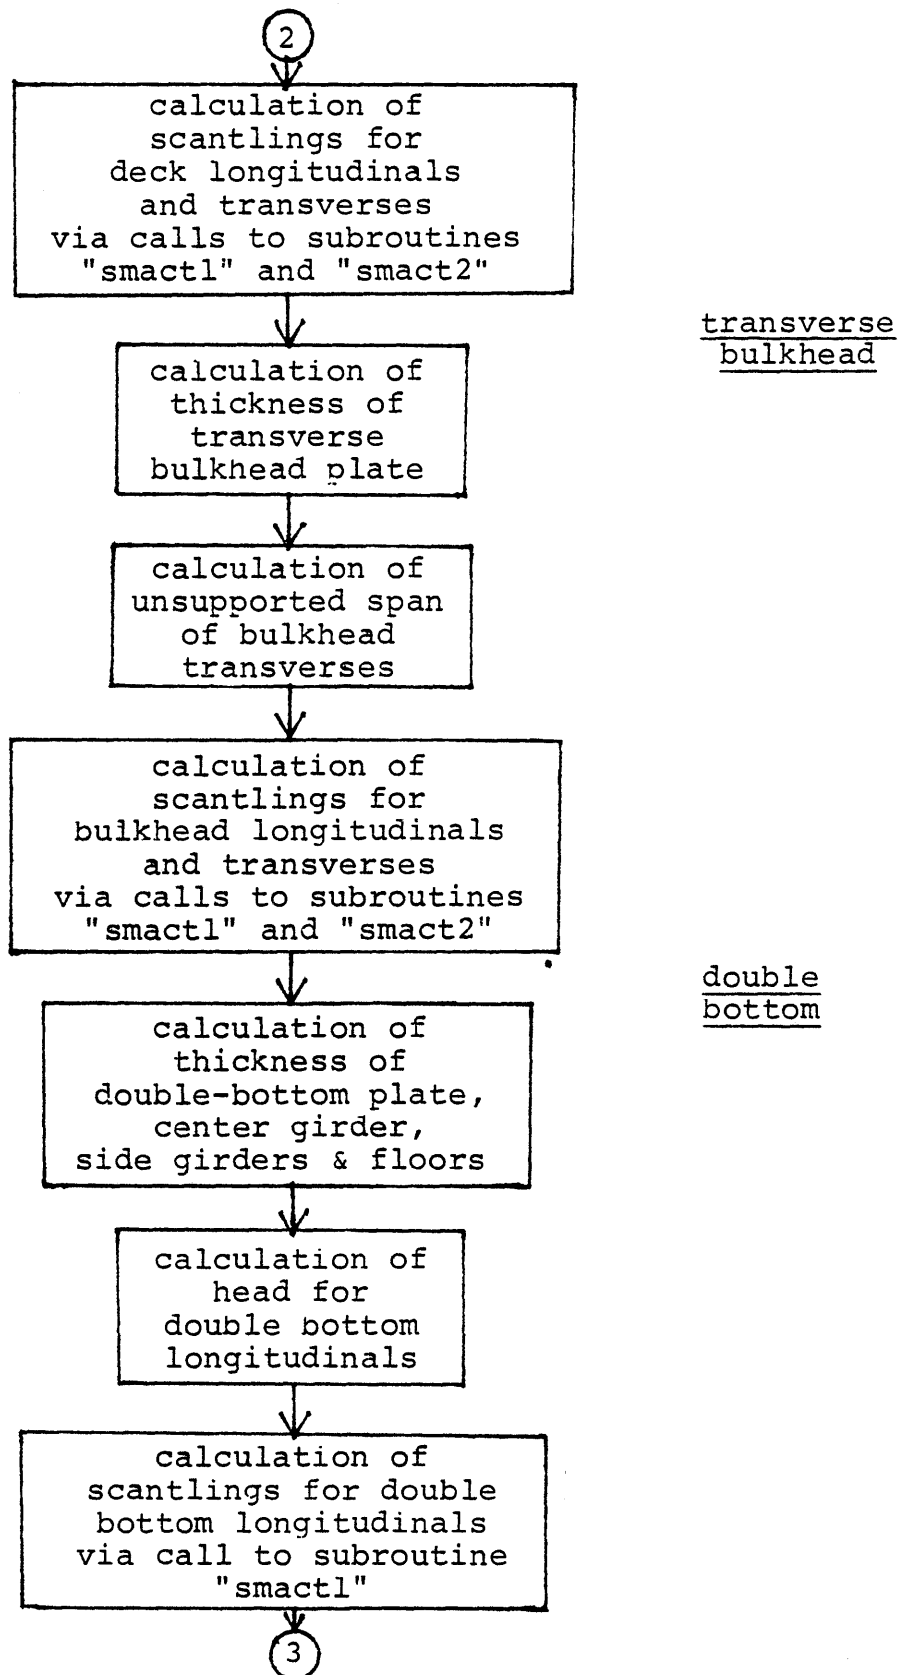 2
calculation of
scantlings for
deck longitudinals
and transverses
via calls to subroutines
"smact1" and "smact2"
transverse
bulkhead
calculation of
thickness of
transverse
bulkhead plate
calculation of
unsupported span
of bulkhead
transverses
calculation of
scantlings for
bulkhead longitudinals
and transverses
via calls to subroutines
"smact1" and "smact2"
double
bottom
calculation of
thickness of
double-bottom plate,
center girder,
side girders & floors
calculation of
head for
double bottom
longitudinals
calculation of
scantlings for double
bottom longitudinals
via call to subroutine
"smact1"
3